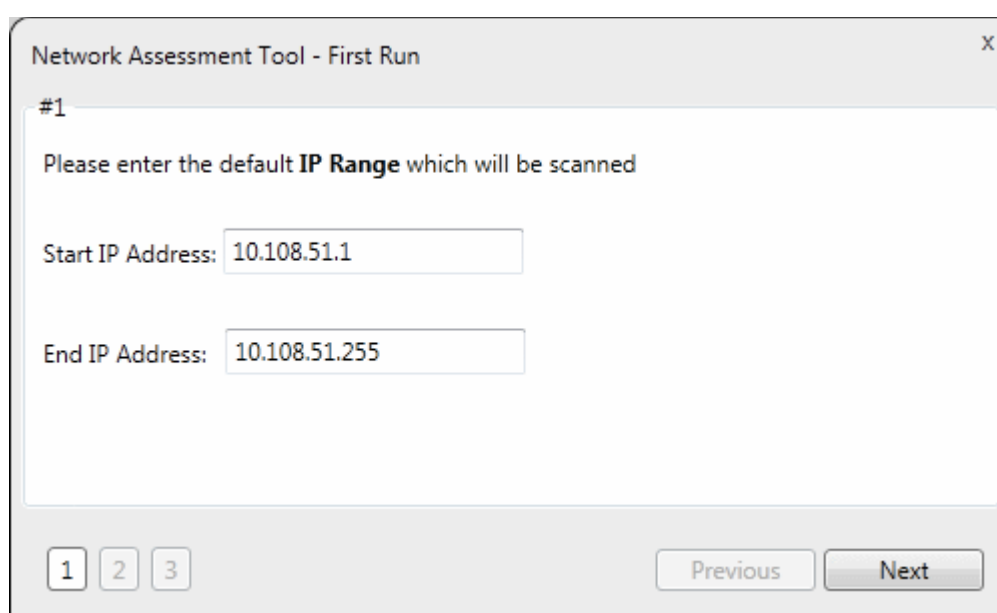 Network Assessment Tool - First Run
x
#1
Please enter the default IP Range which will be scanned
Start IP Address: 10.108.51.1
End IP Address: 10.108.51.255
1 2 3 Previous Next